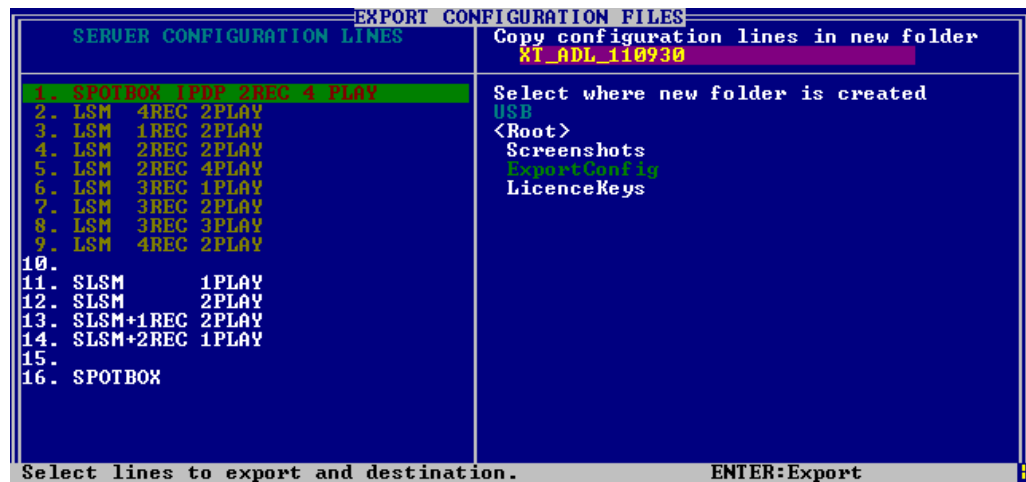 EXPORT CONFIGURATION FILES
SERVER CONFIGURATION LINES
Copy configuration lines in new folder
XT_ADL_110930
1. SPOTBOX IPDP 2REC 4 PLAY
2. LSM 4REC 2PLAY
3. LSM 1REC 2PLAY
4. LSM 2REC 2PLAY
5. LSM 2REC 4PLAY
6. LSM 3REC 1PLAY
7. LSM 3REC 2PLAY
8. LSM 3REC 3PLAY
9. LSM 4REC 2PLAY
10.
11. SLSM 1PLAY
12. SLSM 2PLAY
13. SLSM+1REC 2PLAY
14. SLSM+2REC 1PLAY
15.
16. SPOTBOX
Select where new folder is created
USB
<Root>
Screenshots
ExportConfig
LicenceKeys
Select lines to export and destination. ENTER:Export